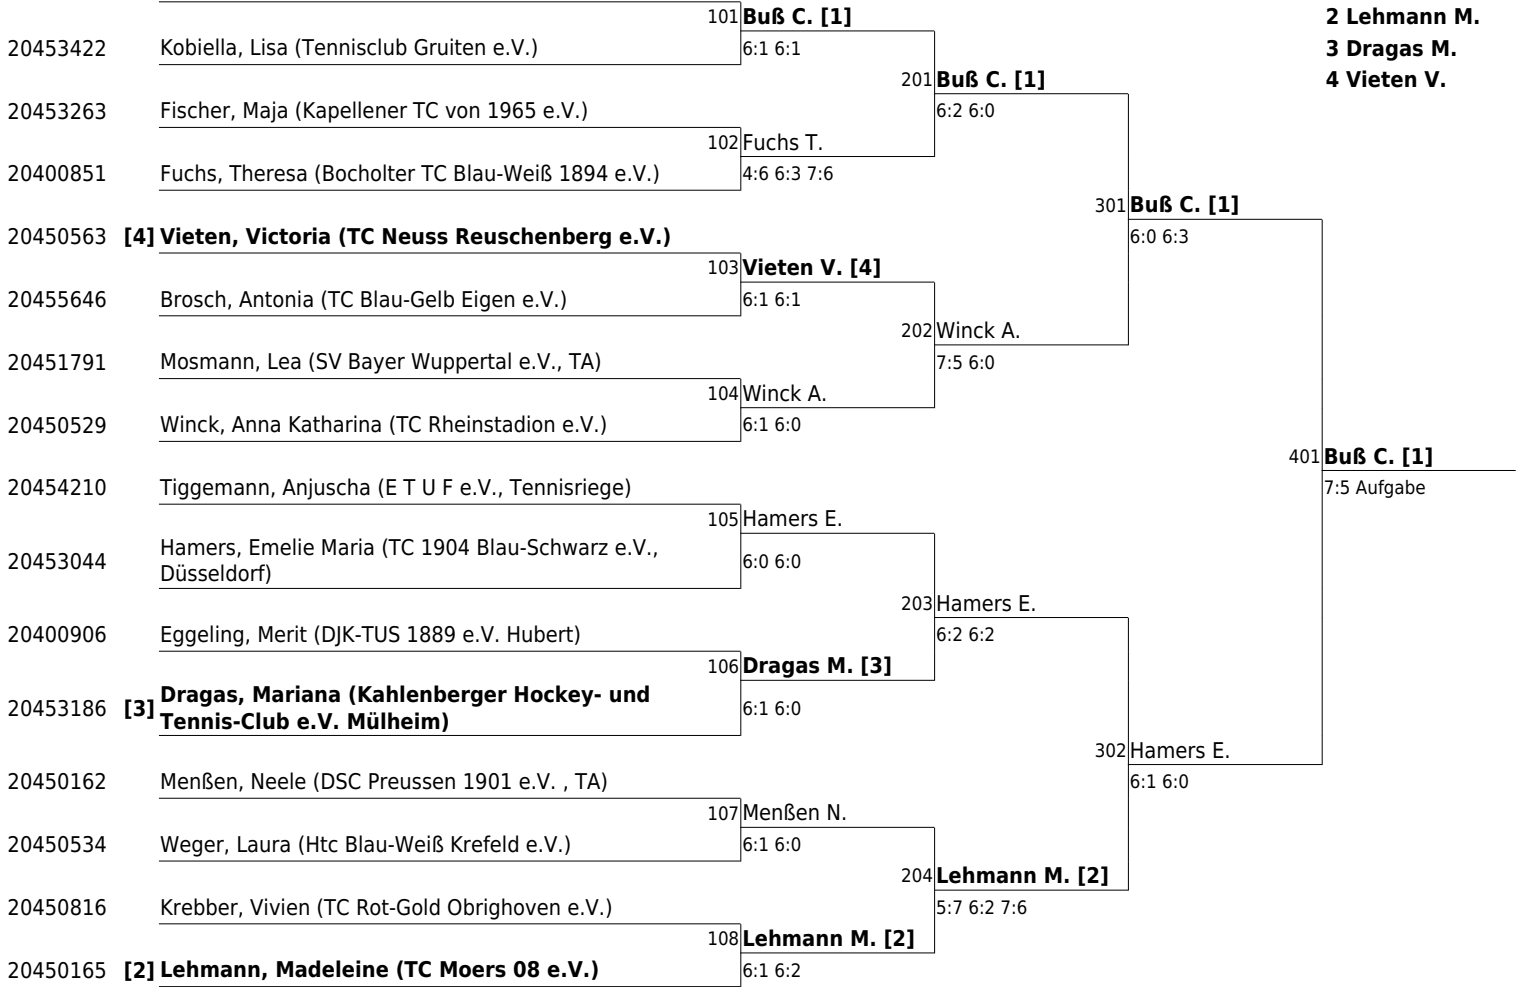 101 Buß C. [1]
2 Lehmann M.
20453422 Kobiella, Lisa (Tennisclub Gruiten e.V.)
6:1 6:1
3 Dragas M.
201 Buß C. [1]
4 Vieten V.
20453263 Fischer, Maja (Kapellener TC von 1965 e.V.)
6:2 6:0
102 Fuchs T.
20400851 Fuchs, Theresa (Bocholter TC Blau-Weiß 1894 e.V.)
4:6 6:3 7:6
301 Buß C. [1]
20450563 [4] Vieten, Victoria (TC Neuss Reuschenberg e.V.)
6:0 6:3
103 Vieten V. [4]
20455646 Brosch, Antonia (TC Blau-Gelb Eigen e.V.)
6:1 6:1
202 Winck A.
20451791 Mosmann, Lea (SV Bayer Wuppertal e.V., TA)
7:5 6:0
104 Winck A.
20450529 Winck, Anna Katharina (TC Rheinstadion e.V.)
6:1 6:0
401 Buß C. [1]
20454210 Tiggemann, Anjuscha (E T U F e.V., Tennisriege)
7:5 Aufgabe
105 Hamers E.
20453044 Hamers, Emelie Maria (TC 1904 Blau-Schwarz e.V.,
Düsseldorf)
6:0 6:0
203 Hamers E.
20400906 Eggeling, Merit (DJK-TUS 1889 e.V. Hubert)
6:2 6:2
106 Dragas M. [3]
20453186 [3] Dragas, Mariana (Kahlenberger Hockey- und
Tennis-Club e.V. Mülheim)
6:1 6:0
302 Hamers E.
20450162 Menßen, Neele (DSC Preussen 1901 e.V. , TA)
6:1 6:0
107 Menßen N.
20450534 Weger, Laura (Htc Blau-Weiß Krefeld e.V.)
6:1 6:0
204 Lehmann M. [2]
20450816 Krebber, Vivien (TC Rot-Gold Obrighoven e.V.)
5:7 6:2 7:6
108 Lehmann M. [2]
20450165 [2] Lehmann, Madeleine (TC Moers 08 e.V.)
6:1 6:2